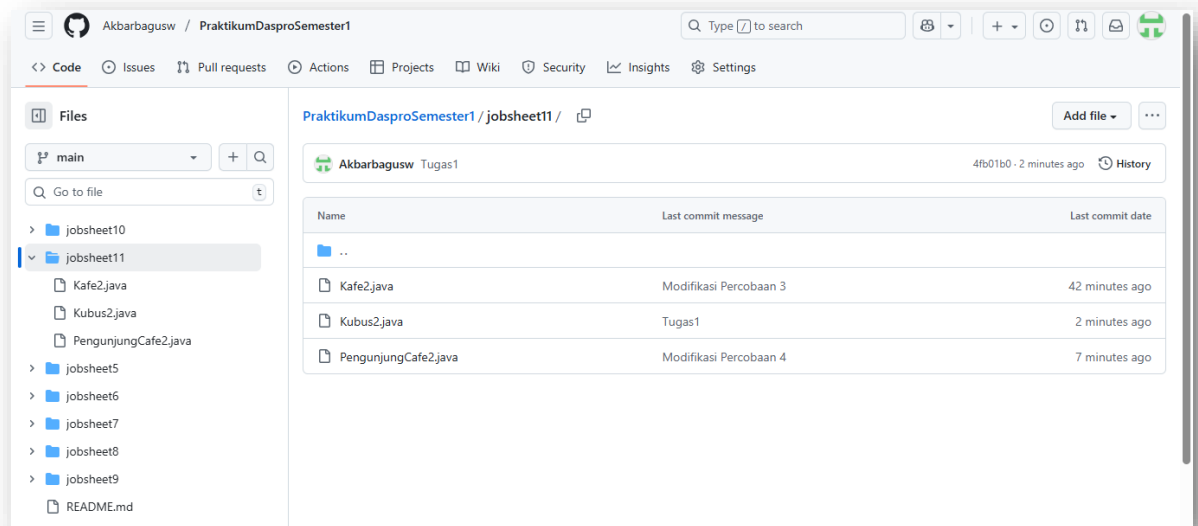 Akbarbagusw / PraktikumDasproSemester1
Type / to search
Code Issues Pull requests Actions Projects Wiki Security Insights Settings
Files
main
Go to file t
jobsheet10
jobsheet11
Kafe2.java
Kubus2.java
PengunjungCafe2.java
jobsheet5
jobsheet6
jobsheet7
jobsheet8
jobsheet9
README.md
PraktikumDasproSemester1 / jobsheet11 /
Add file
Akbarbagusw Tugas1 4fb01b0 · 2 minutes ago History
Name Last commit message Last commit date
..
Kafe2.java Modifikasi Percobaan 3 42 minutes ago
Kubus2.java Tugas1 2 minutes ago
PengunjungCafe2.java Modifikasi Percobaan 4 7 minutes ago